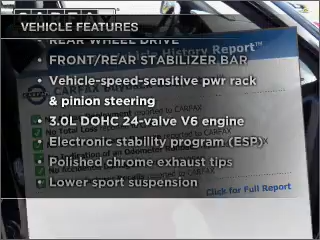 CARFAX
VEHICLE FEATURES
• REAR WHEEL DRIVE
History Report™
• FRONT/REAR STABILIZER BAR
• Vehicle-speed-sensitive pwr rack
& pinion steering
• 3.0L DOHC 24-valve V6 engine
• Electronic stability program (ESP)
• Polished chrome exhaust tips
• Lower sport suspension
Click for Full Report